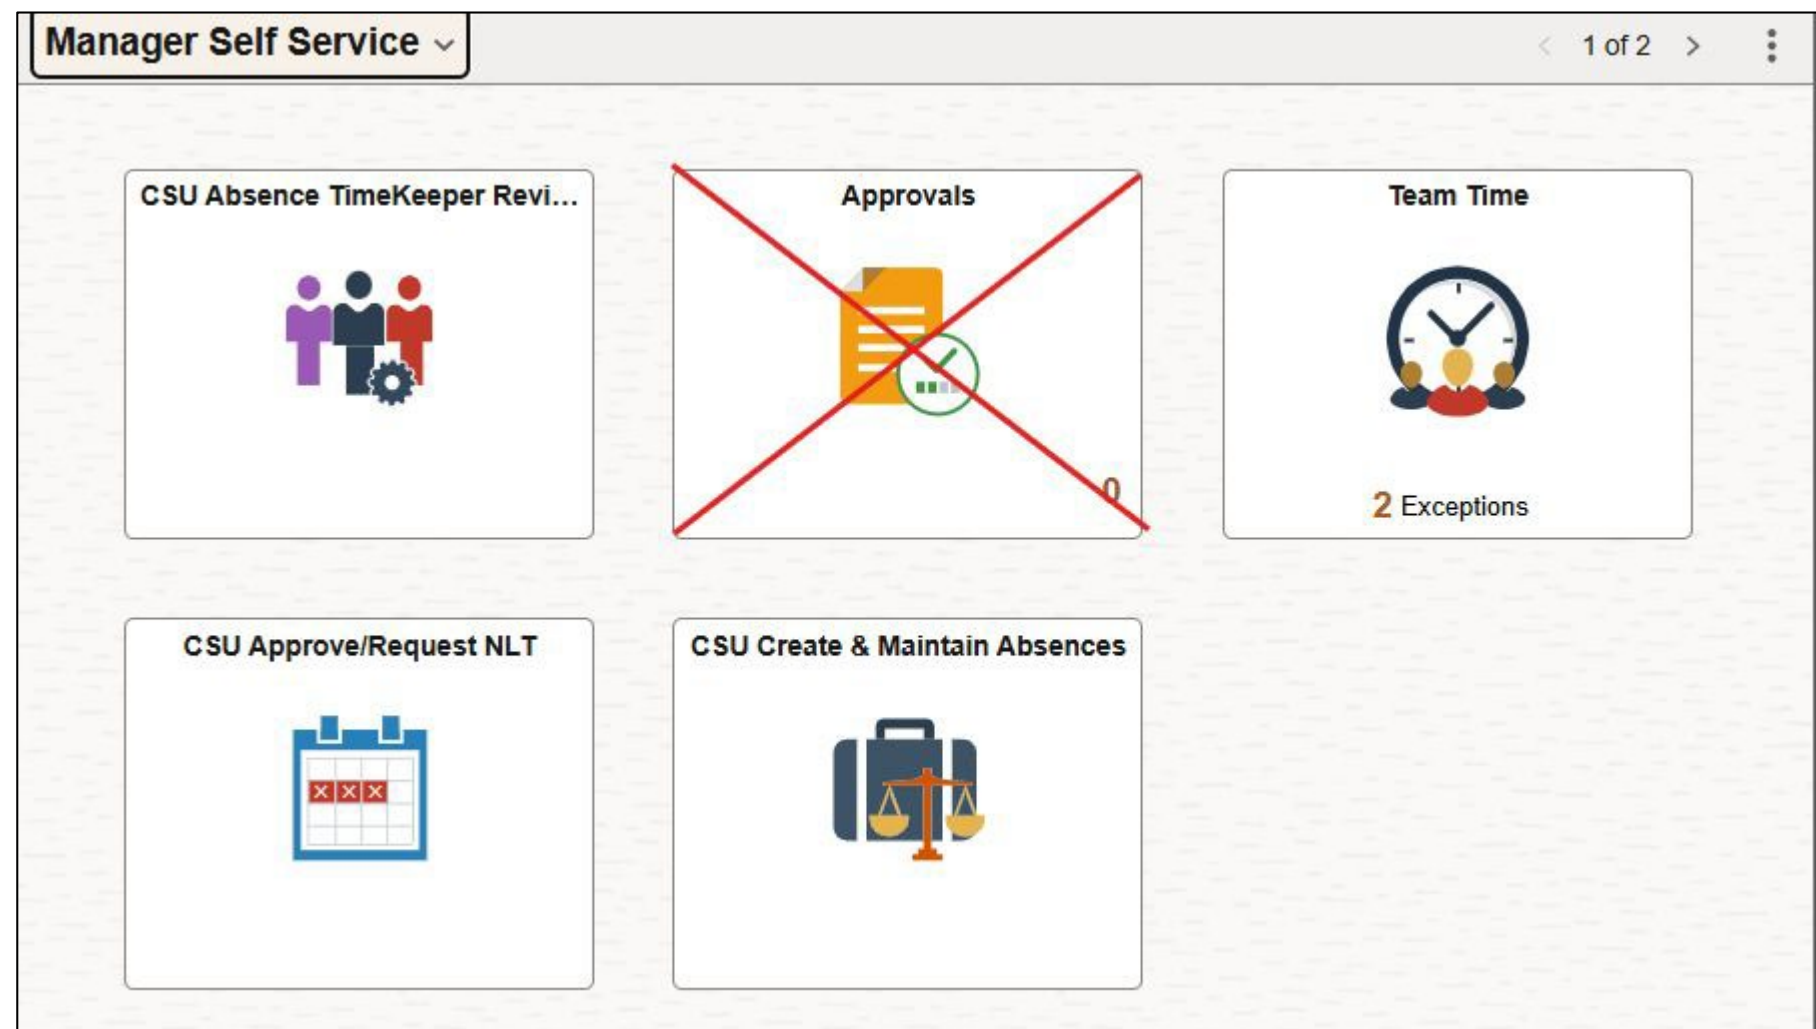 Manager Self Service
1 of 2
CSU Absence TimeKeeper Revi...
Approvals
0
Team Time
2 Exceptions
CSU Approve/Request NLT
CSU Create & Maintain Absences